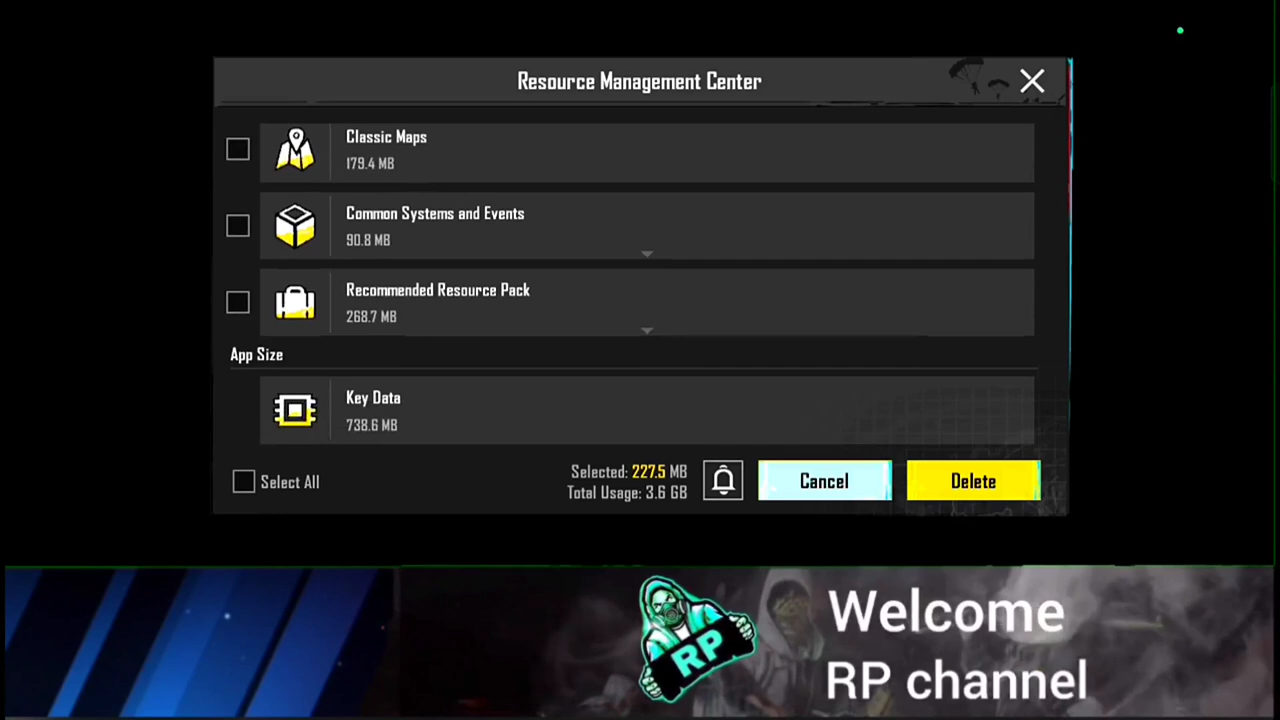 Resource Management Center
Classic Maps
179.4 MB
Common Systems and Events
90.8 MB
Recommended Resource Pack
268.7 MB
App Size
Key Data
738.6 MB
Select All
Selected: 227.5 MB
Total Usage: 3.6 GB
Cancel
Delete
RP
Welcome
RP channel